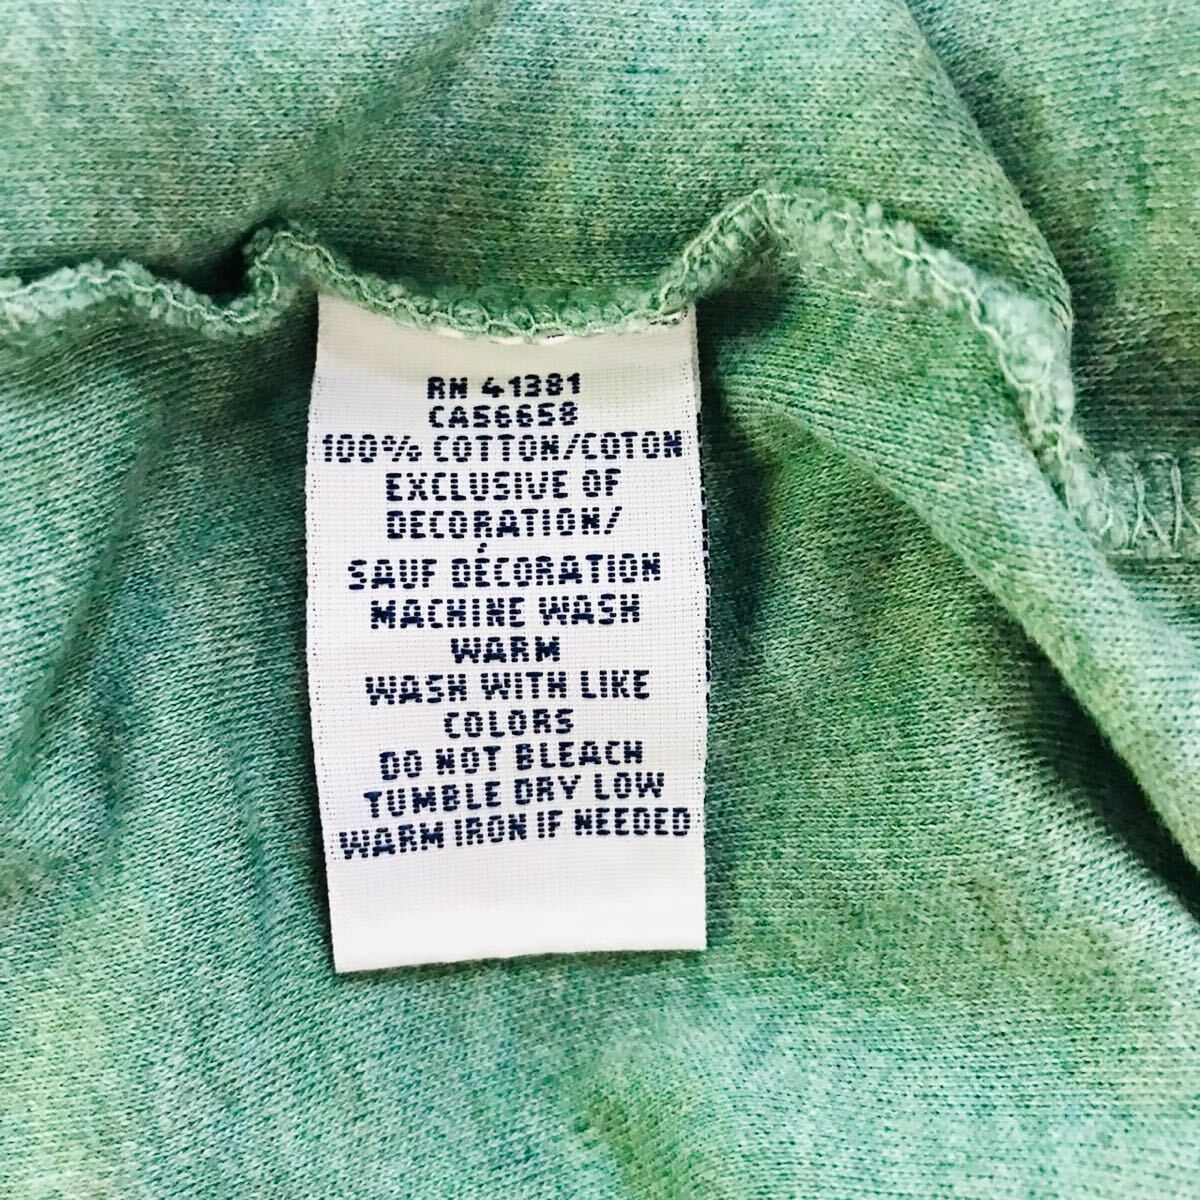 RN 41381
CA56658
100% COTTON/COTON
EXCLUSIVE OF
DECORATION/
SAUF DÉCORATION
MACHINE WASH
WARM
WASH WITH LIKE
COLORS
DO NOT BLEACH
TUMBLE DRY LOW
WARM IRON IF NEEDED